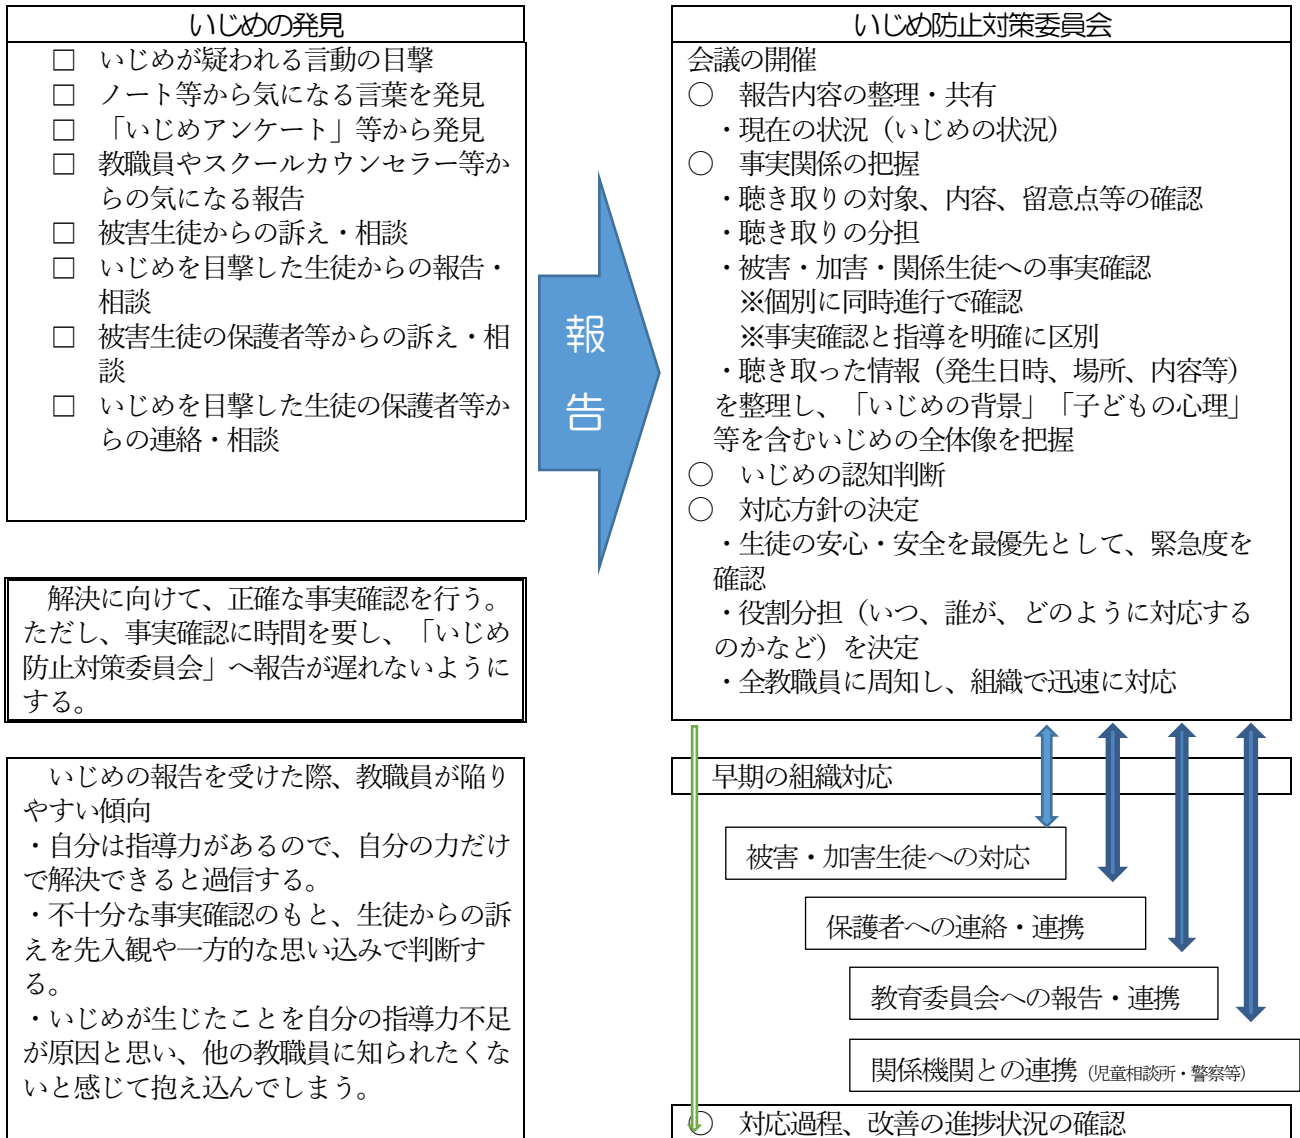 いじめの発見
□ いじめが疑われる言動の目撃
□ ノート等から気になる言葉を発見
□ 「いじめアンケート」等から発見
□ 教職員やスクールカウンセラー等か
らの気になる報告
□ 被害生徒からの訴え・相談
□ いじめを目撃した生徒からの報告・
相談
□ 被害生徒の保護者等からの訴え・相
談
□ いじめを目撃した生徒の保護者等か
らの連絡・相談
報
告
いじめ防止対策委員会
会議の開催
○ 報告内容の整理・共有
・現在の状況（いじめの状況）
○ 事実関係の把握
・聴き取りの対象、内容、留意点等の確認
・聴き取りの分担
・被害・加害・関係生徒への事実確認
※個別に同時進行で確認
※事実確認と指導を明確に区別
・聴き取った情報（発生日時、場所、内容等）
を整理し、「いじめの背景」「子どもの心理」
等を含むいじめの全体像を把握
○ いじめの認知判断
○ 対応方針の決定
・生徒の安心・安全を最優先として、緊急度を
確認
・役割分担（いつ、誰が、どのように対応する
のかなど）を決定
・全教職員に周知し、組織で迅速に対応
解決に向けて、正確な事実確認を行う。
ただし、事実確認に時間を要し、「いじめ
防止対策委員会」へ報告が遅れないように
する。
いじめの報告を受けた際、教職員が陥り
やすい傾向
・自分は指導力があるので、自分の力だけ
で解決できると過信する。
・不十分な事実確認のもと、生徒からの訴
えを先入観や一方的な思い込みで判断す
る。
・いじめが生じたことを自分の指導力不足
が原因と思い、他の教職員に知られたくな
いと感じて抱え込んでしまう。
早期の組織対応
被害・加害生徒への対応
保護者への連絡・連携
教育委員会への報告・連携
関係機関との連携（児童相談所・警察等）
○ 対応過程、改善の進捗状況の確認